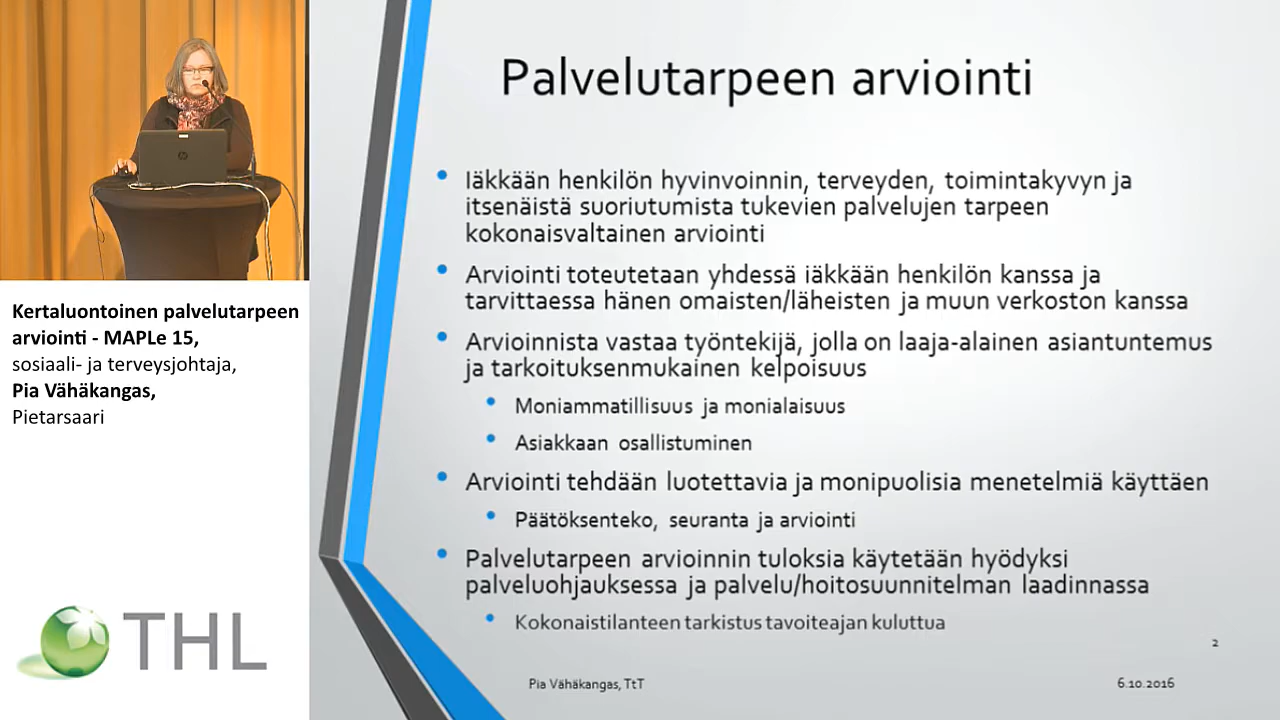 Kertaluontoinen palvelutarpeen
arviointi - MAPLe 15,
sosiaali- ja terveysjohtaja,
Pia Vähäkangas,
Pietarsaari
THL
Palvelutarpeen arviointi
Iäkkään henkilön hyvinvoinnin, terveyden, toimintakyvyn ja
itsenäistä suoriutumista tukevien palvelujen tarpeen
kokonaisvaltainen arviointi
Arviointi toteutetaan yhdessä iäkkään henkilön kanssa ja
tarvittaessa hänen omaisten/läheisten ja muun verkoston kanssa
Arvioinnista vastaa työntekijä, jolla on laaja-alainen asiantuntemus
ja tarkoituksenmukainen kelpoisuus
Moniammatillisuus ja monialaisuus
Asiakkaan osallistuminen
Arviointi tehdään luotettavia ja monipuolisia menetelmiä käyttäen
Päätöksenteko, seuranta ja arviointi
Palvelutarpeen arvioinnin tuloksia käytetään hyödyksi
palveluohjauksessa ja palvelu/hoitosuunnitelman laadinnassa
Kokonaistilanteen tarkistus tavoiteajan kuluttua
2
Pia Vähäkangas, TtT
6.10.2016